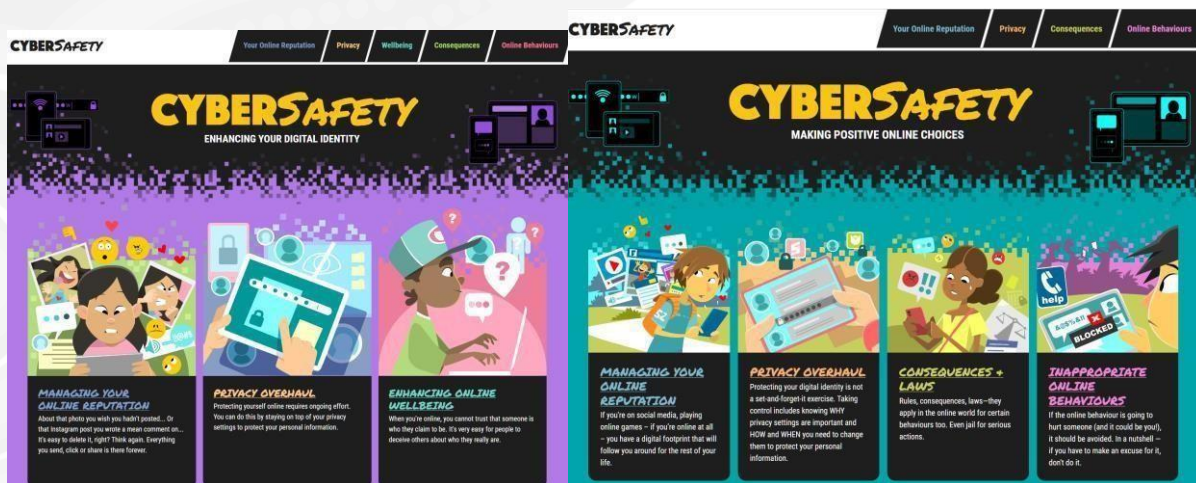 CYBERSAFETY
Your Online Reputation
Privacy
Wellbeing
Consequences
Online Behaviours
CYBERSAFETY
ENHANCING YOUR DIGITAL IDENTITY
MANAGING YOUR
ONLINE REPUTATION
About that photo you wish you hadn't posted... Or
that Instagram post you wrote a mean comment on...
It's easy to delete it, right? Think again. Everything
you send, click or share is there forever.
PRIVACY OVERHAUL
Protecting yourself online requires ongoing effort.
You can do this by staying on top of your privacy
settings to protect your personal information.
ENHANCING ONLINE
WELLBEING
When you're online, you cannot trust that someone is
who they claim to be. It's very easy for people to
deceive others about who they really are.
CYBERSAFETY
Your Online Reputation
Privacy
Consequences
Online Behaviours
CYBERSAFETY
MAKING POSITIVE ONLINE CHOICES
MANAGING YOUR
ONLINE
REPUTATION
If you're on social media, playing
online games – if you're online at all
– you have a digital footprint that will
follow you around for the rest of your
life.
PRIVACY OVERHAUL
Protecting your digital identity is not
a set-and-forget-it exercise. Taking
control includes knowing WHY
privacy settings are important and
HOW and WHEN you need to change
them to protect your personal
information.
CONSEQUENCES +
LAWS
Rules, consequences, laws—they
apply in the online world for certain
behaviours too. Even jail for serious
actions.
help
BLOCKED
INAPPROPRIATE
ONLINE
BEHAVIOURS
If the online behaviour is going to
hurt someone (and it could be you!),
it should be avoided. In a nutshell –
if you have to make an excuse for it,
don't do it.